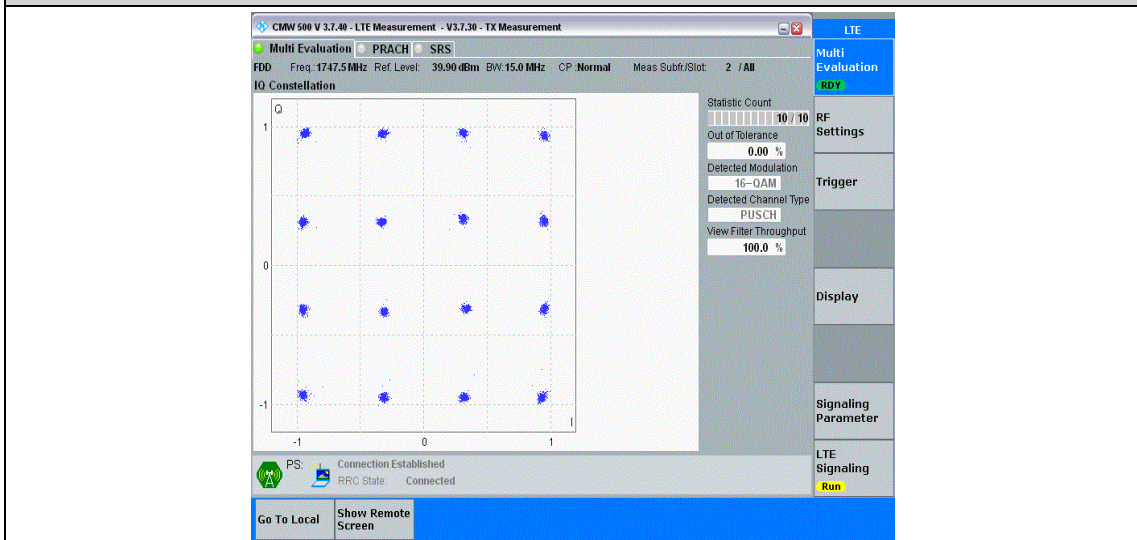 CMW 500 V 3.7.40 - LTE Measurement - V3.7.30 - TX Measurement
LTE
Multi Evaluation PRACH SRS
Multi
Evaluation
RDY
FDD Freq.:1747.5 MHz Ref. Level: 39.90 dBm BW:15.0 MHz CP :Normal Meas Subfr./Slot: 2 / All
IQ Constellation
Q
1
0
-1
I
-1 0 1
Statistic Count
10 / 10
Out of Tolerance
0.00 %
Detected Modulation
16-QAM
Detected Channel Type
PUSCH
View Filter Throughput
100.0 %
RF
Settings
Trigger
Display
Signaling
Parameter
LTE
Signaling
Run
PS: Connection Established
RRC State: Connected
Go To Local
Show Remote
Screen